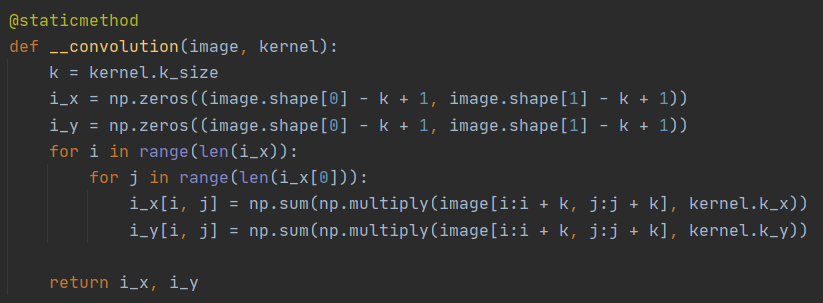 @staticmethod
def __convolution(image, kernel):
    k = kernel.k_size
    i_x = np.zeros((image.shape[0] - k + 1, image.shape[1] - k + 1))
    i_y = np.zeros((image.shape[0] - k + 1, image.shape[1] - k + 1))
    for i in range(len(i_x)):
        for j in range(len(i_x[0])):
            i_x[i, j] = np.sum(np.multiply(image[i:i + k, j:j + k], kernel.k_x))
            i_y[i, j] = np.sum(np.multiply(image[i:i + k, j:j + k], kernel.k_y))
    return i_x, i_y